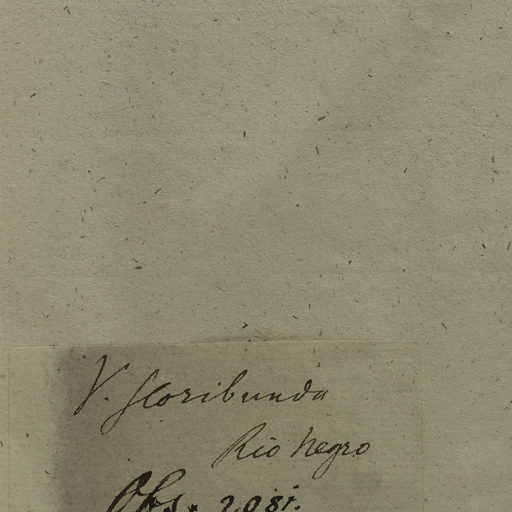 V. floribunda
Rio Negro
Obs. 2081.